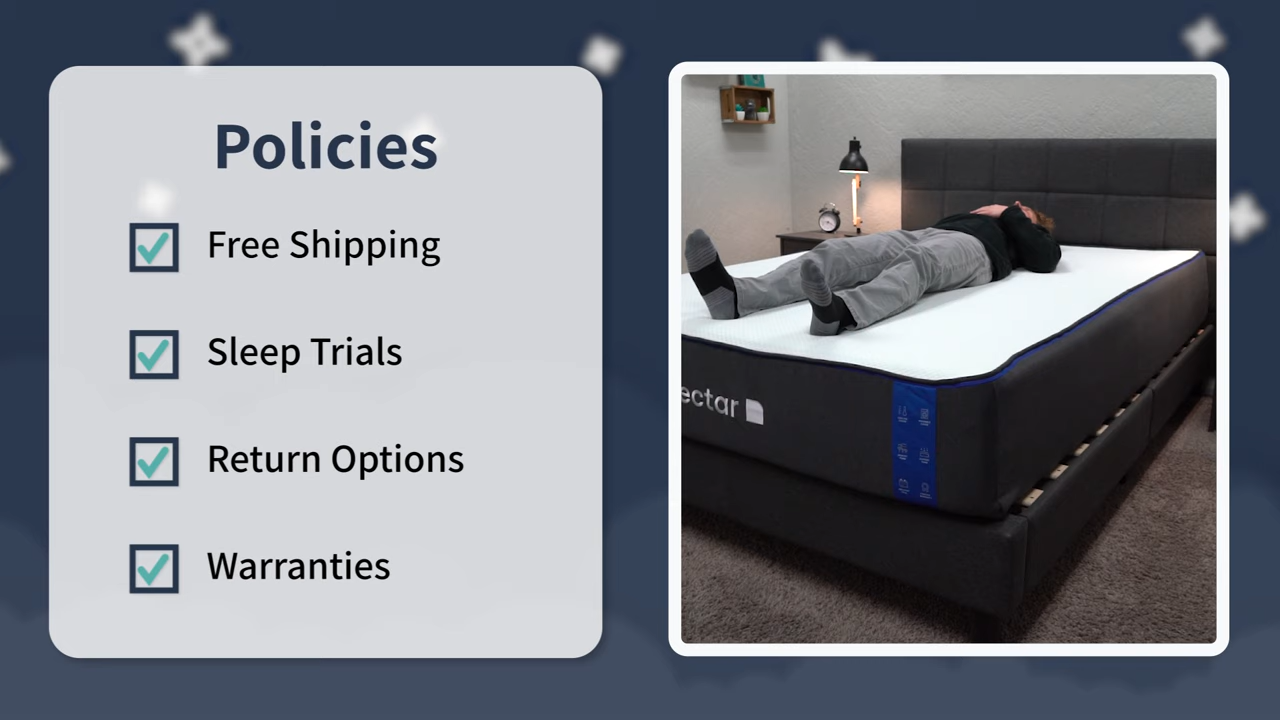 Policies
Free Shipping
Sleep Trials
Return Options
Warranties
ectar